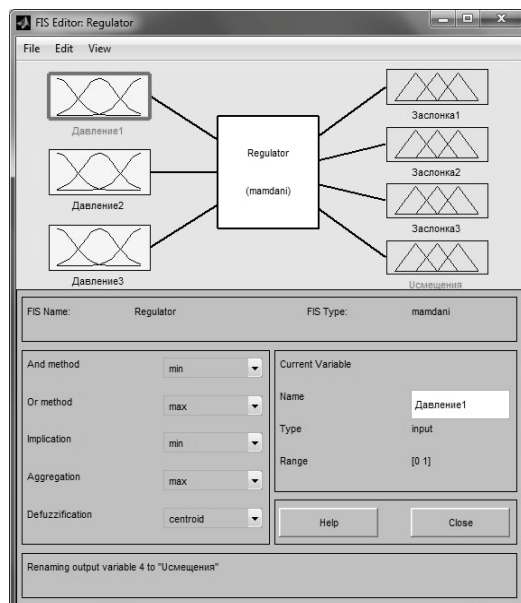 FIS Editor: Regulator
File Edit View
Давление1
Давление2
Давление3
Regulator
(mamdani)
Заслонка1
Заслонка2
Заслонка3
Uсмещения
FIS Name: Regulator FIS Type: mamdani
And method min
Or method max
Implication min
Aggregation max
Defuzzification centroid
Current Variable
Name Давление1
Type input
Range [0 1]
Help Close
Renaming output variable 4 to "Uсмещения"